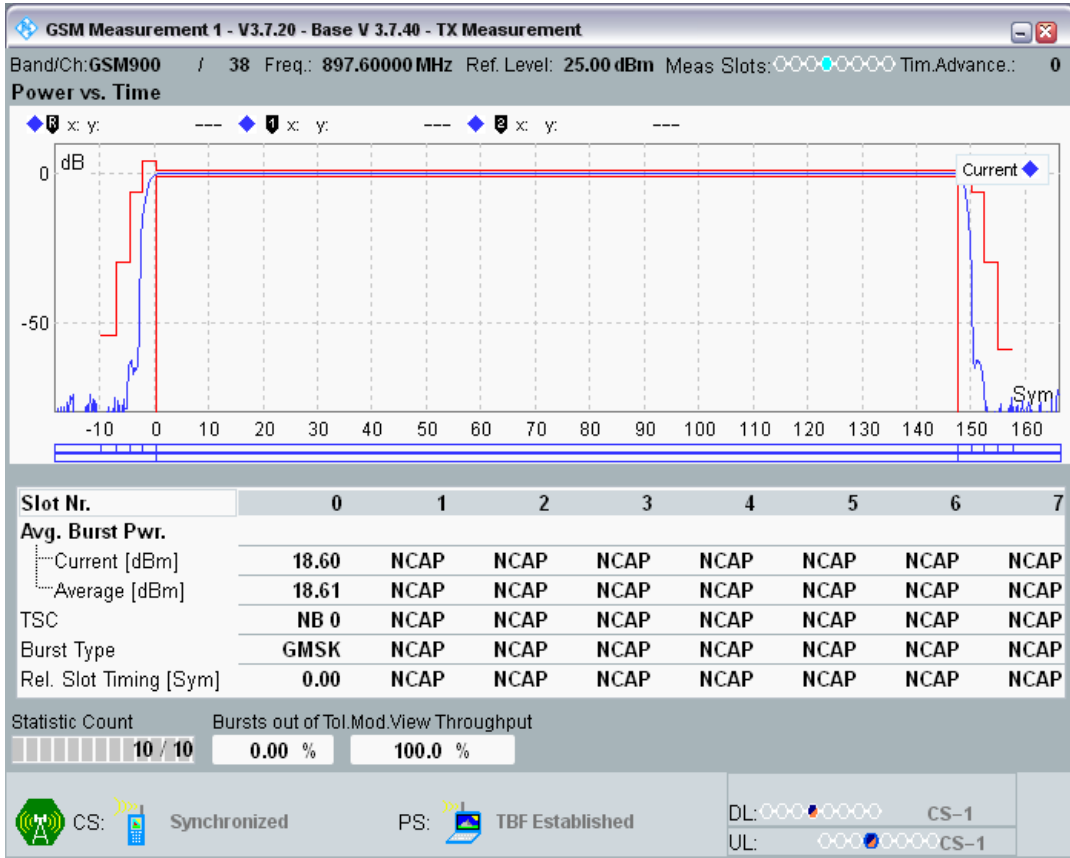 GSM Measurement 1 - V3.7.20 - Base V 3.7.40 - TX Measurement
Band/Ch:GSM900 / 38 Freq.: 897.60000 MHz Ref. Level: 25.00 dBm Meas Slots: Tim.Advance.: 0
Power vs. Time
R x: y: --- 1 x: y: --- 2 x: y: ---
dB
Current
0
-50
Sym
-10 0 10 20 30 40 50 60 70 80 90 100 110 120 130 140 150 160
Slot Nr. 0 1 2 3 4 5 6 7
Avg. Burst Pwr.
Current [dBm] 18.60 NCAP NCAP NCAP NCAP NCAP NCAP NCAP
Average [dBm] 18.61 NCAP NCAP NCAP NCAP NCAP NCAP NCAP
TSC NB 0 NCAP NCAP NCAP NCAP NCAP NCAP NCAP
Burst Type GMSK NCAP NCAP NCAP NCAP NCAP NCAP NCAP
Rel. Slot Timing [Sym] 0.00 NCAP NCAP NCAP NCAP NCAP NCAP NCAP
Statistic Count Bursts out of Tol. Mod.View Throughput
10 / 10 0.00 % 100.0 %
CS: Synchronized PS: TBF Established
DL: CS-1
UL: CS-1